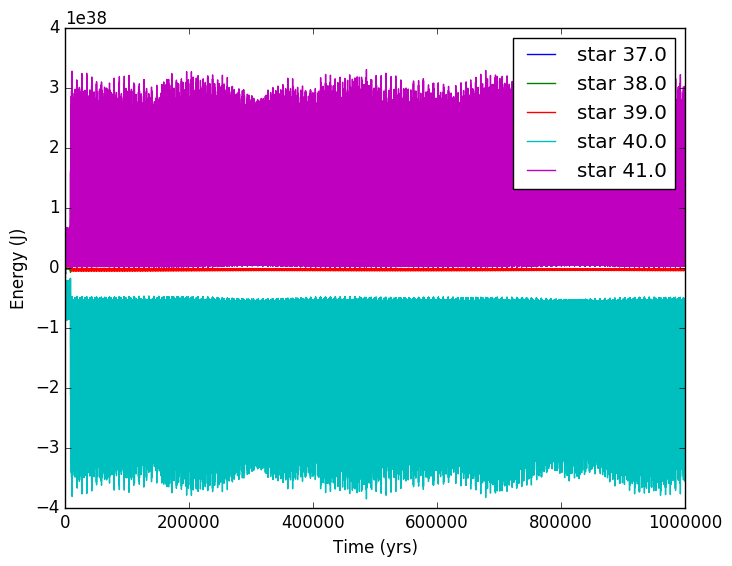 1e38
4
3
2
1
0
−1
−2
−3
−4
Energy (J)
star 37.0
star 38.0
star 39.0
star 40.0
star 41.0
0
200000
400000
600000
800000
1000000
Time (yrs)